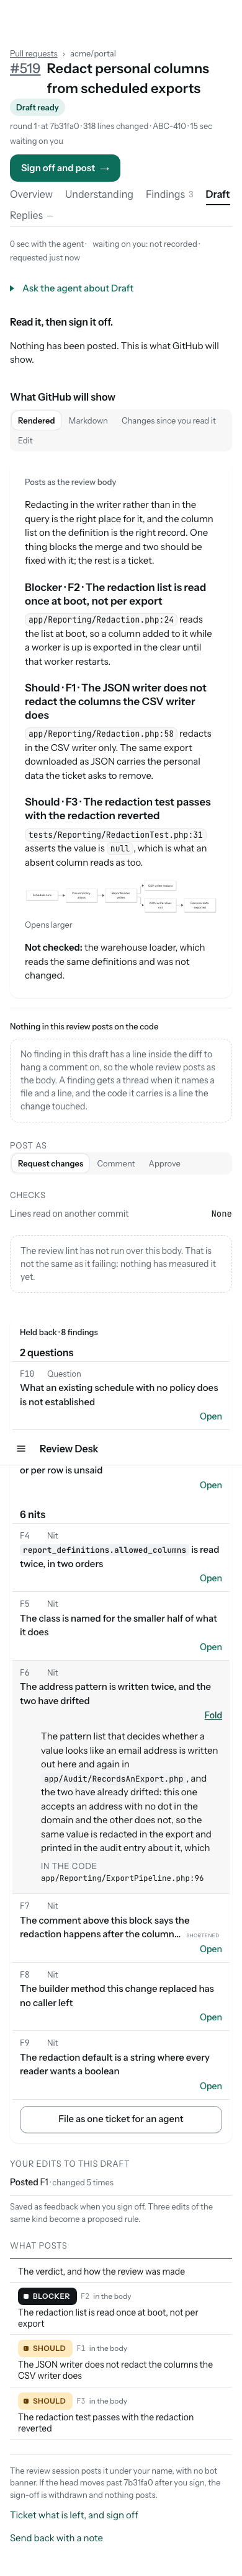 Pull requests › acme/portal
#519 Redact personal columns
from scheduled exports
Draft ready
round 1 · at 7b31fa0 · 318 lines changed · ABC-410 · 15 sec
waiting on you
Sign off and post →
Overview Understanding Findings 3 Draft
Replies —
0 sec with the agent · waiting on you: not recorded ·
requested just now
Ask the agent about Draft
Read it, then sign it off.
Nothing has been posted. This is what GitHub will
show.
What GitHub will show
Rendered Markdown Changes since you read it
Edit
Posts as the review body
Redacting in the writer rather than in the
query is the right place for it, and the column
list on the definition is the right record. One
thing blocks the merge and two should be
fixed with it; the rest is a ticket.
Blocker · F2 · The redaction list is read
once at boot, not per export
app/Reporting/Redaction.php:24 reads
the list at boot, so a column added to it while
a worker is up is exported in the clear until
that worker restarts.
Should · F1 · The JSON writer does not
redact the columns the CSV writer
does
app/Reporting/Redaction.php:58 redacts
in the CSV writer only. The same export
downloaded as JSON carries the personal
data the ticket asks to remove.
Should · F3 · The redaction test passes
with the redaction reverted
tests/Reporting/RedactionTest.php:31
asserts the value is null, which is what an
absent column reads as too.
Opens larger
Not checked: the warehouse loader, which
reads the same definitions and was not
changed.
Nothing in this review posts on the code
No finding in this draft has a line inside the diff to
hang a comment on, so the whole review posts as
the body. A finding gets a thread when it names a
file and a line, and the code it carries is a line the
change touched.
POST AS
Request changes Comment Approve
CHECKS
Lines read on another commit None
The review lint has not run over this body. That is
not the same as it failing: nothing has measured it
yet.
Held back · 8 findings
2 questions
F10 Question
What an existing schedule with no policy does
is not established
Open
Review Desk
or per row is unsaid
Open
6 nits
F4 Nit
report_definitions.allowed_columns is read
twice, in two orders
Open
F5 Nit
The class is named for the smaller half of what
it does
Open
F6 Nit
The address pattern is written twice, and the
two have drifted
Fold
The pattern list that decides whether a
value looks like an email address is written
out here and again in
app/Audit/RecordsAnExport.php, and
the two have already drifted: this one
accepts an address with no dot in the
domain and the other does not, so the
same value is redacted in the export and
printed in the audit entry about it, which
IN THE CODE
app/Reporting/ExportPipeline.php:96
F7 Nit
The comment above this block says the
redaction happens after the column... SHORTENED
Open
F8 Nit
The builder method this change replaced has
no caller left
Open
F9 Nit
The redaction default is a string where every
reader wants a boolean
Open
File as one ticket for an agent
YOUR EDITS TO THIS DRAFT
Posted F1 · changed 5 times
Saved as feedback when you sign off. Three edits of the
same kind become a proposed rule.
WHAT POSTS
The verdict, and how the review was made
BLOCKER F2 in the body
The redaction list is read once at boot, not per
export
SHOULD F1 in the body
The JSON writer does not redact the columns the
CSV writer does
SHOULD F3 in the body
The redaction test passes with the redaction
reverted
The review session posts it under your name, with no bot
banner. If the head moves past 7b31fa0 after you sign, the
sign-off is withdrawn and nothing posts.
Ticket what is left, and sign off
Send back with a note